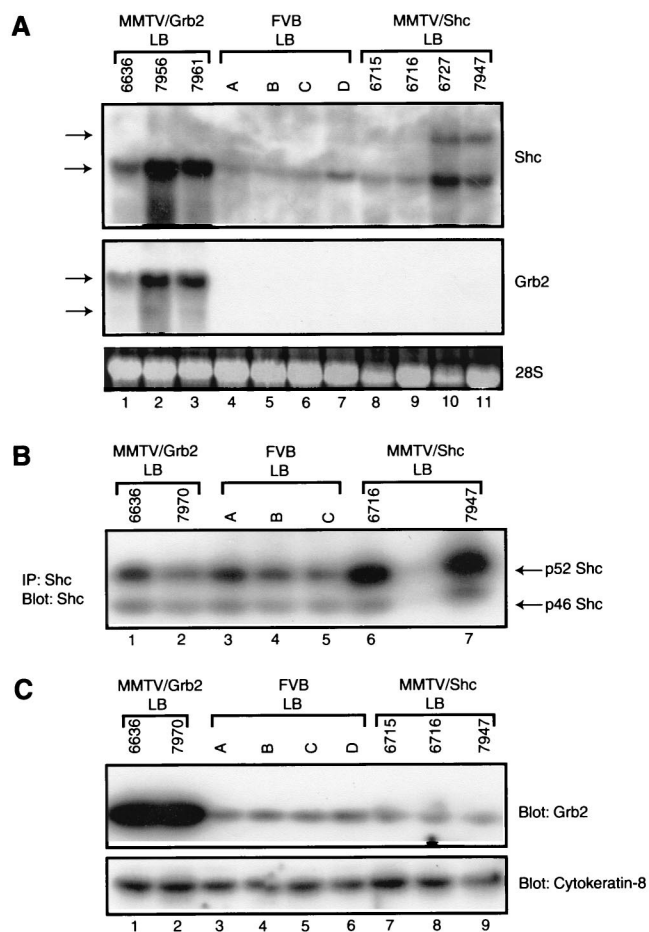 A
MMTV/Grb2 FVB MMTV/Shc
LB LB LB
6636 7956 7961 A B C D 6715 6716 6727 7947
Shc
Grb2
28S
1 2 3 4 5 6 7 8 9 10 11
B
MMTV/Grb2 FVB MMTV/Shc
LB LB LB
6636 7970 A B C 6716 7947
IP: Shc
Blot: Shc
p52 Shc
p46 Shc
1 2 3 4 5 6 7
C
MMTV/Grb2 FVB MMTV/Shc
LB LB LB
6636 7970 A B C D 6715 6716 7947
Blot: Grb2
Blot: Cytokeratin-8
1 2 3 4 5 6 7 8 9